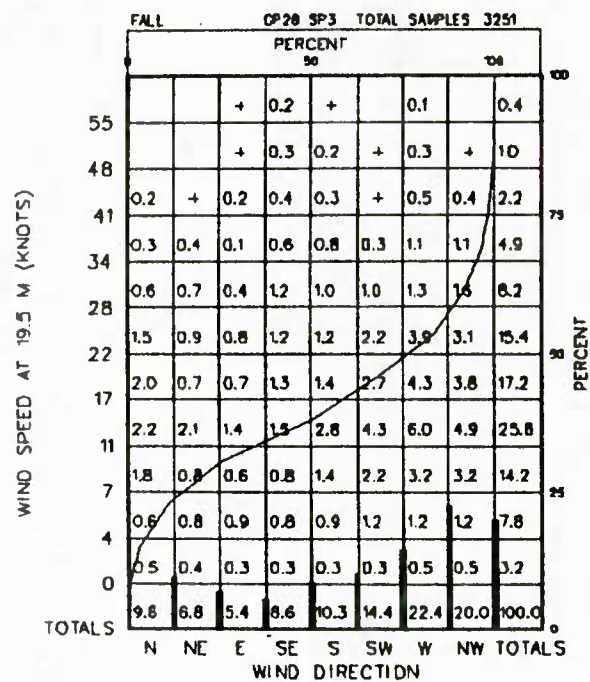 FALL CP28 SP3 TOTAL SAMPLES 3251
PERCENT
0 50 100
100
+ 0.2 + 0.1 0.4
55
+ 0.3 0.2 + 0.3 + 1.0
48
0.2 + 0.2 0.4 0.3 + 0.5 0.4 2.2
41
75
0.3 0.4 0.1 0.6 0.8 0.3 1.1 1.1 4.9
34
0.6 0.7 0.4 1.2 1.0 1.0 1.3 1.6 8.2
28
1.5 0.9 0.8 1.2 1.2 2.2 3.9 3.1 15.4
22
50
2.0 0.7 0.7 1.3 1.4 2.7 4.3 3.8 17.2
17
2.2 2.1 1.4 1.5 2.8 4.3 6.0 4.9 25.8
11
1.8 0.8 0.6 0.8 1.4 2.2 3.2 3.2 14.2
7
25
0.6 0.8 0.9 0.8 0.9 1.2 1.2 1.2 7.8
4
0.5 0.4 0.3 0.3 0.3 0.3 0.5 0.5 3.2
0
9.8 6.8 5.4 8.6 10.3 14.4 22.4 20.0 100.0
TOTALS
0
N NE E SE S SW W NW TOTALS
WIND DIRECTION
WIND SPEED AT 19.5 M (KNOTS)
PERCENT